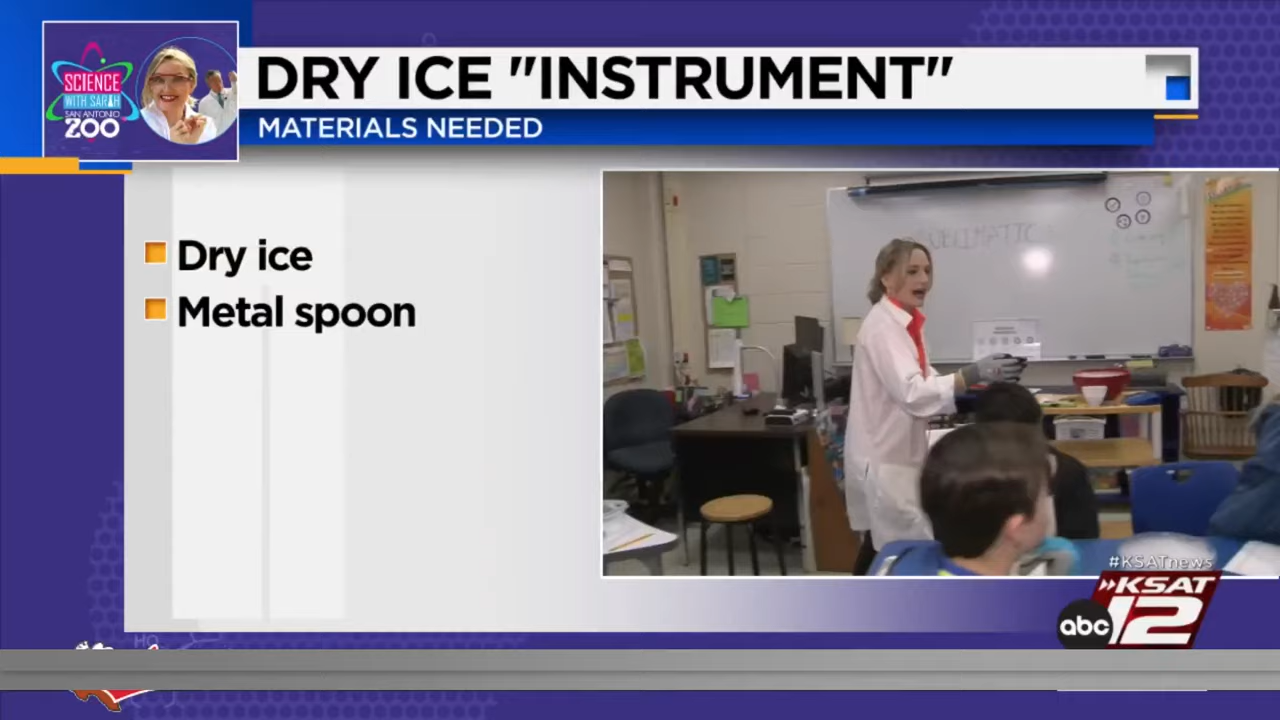 SCIENCE
WITH SARAH
SAN ANTONIO
ZOO
DRY ICE "INSTRUMENT"
MATERIALS NEEDED
Dry ice
Metal spoon
#KSATnews
KSAT
abc 12